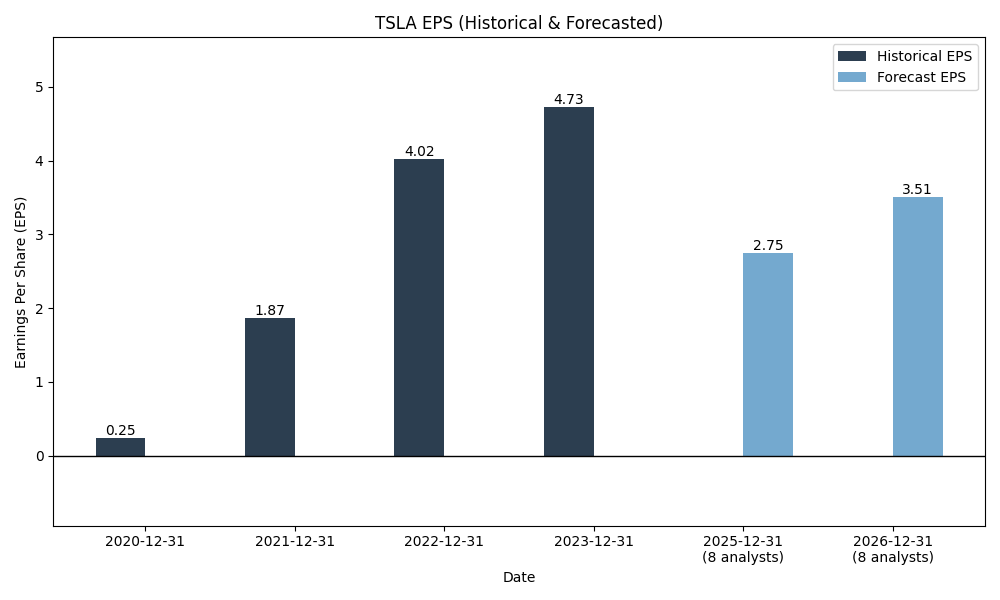 TSLA EPS (Historical & Forecasted)
Historical EPS
Forecast EPS
Earnings Per Share (EPS)
5
4
3
2
1
0
0.25
1.87
4.02
4.73
2.75
3.51
2020-12-31
2021-12-31
2022-12-31
2023-12-31
2025-12-31
(8 analysts)
2026-12-31
(8 analysts)
Date